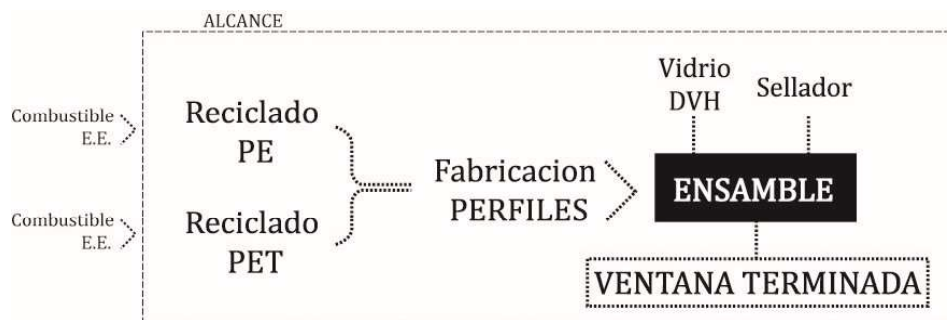 ALCANCE
Combustible
E.E.
Reciclado
PE
Combustible
E.E.
Reciclado
PET
Fabricacion
PERFILES
Vidrio
DVH
Sellador
ENSAMBLE
VENTANA TERMINADA